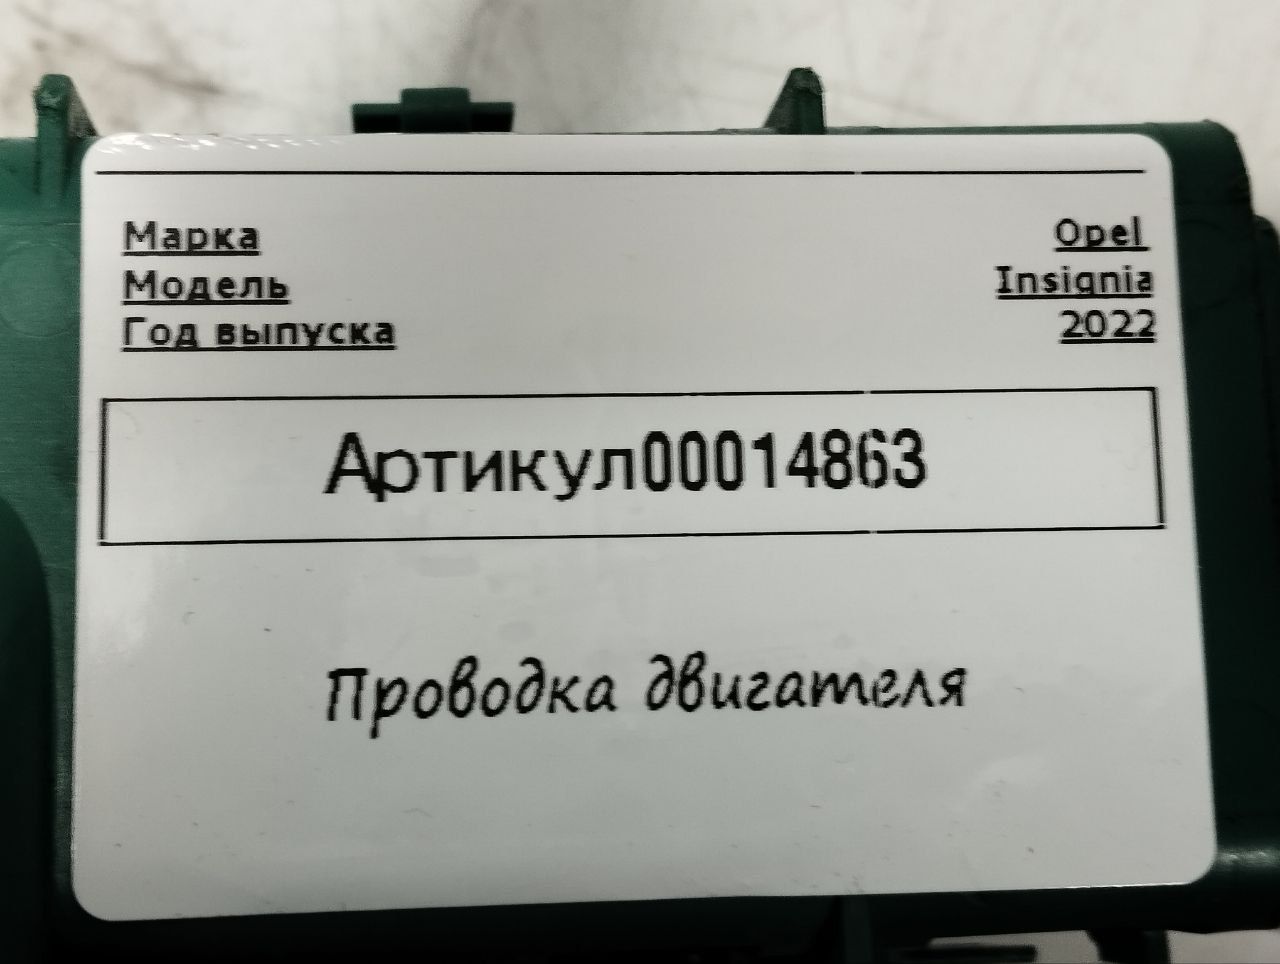 Марка Opel
Модель Insignia
Год выпуска 2022
Артикул00014863
Проводка двигателя